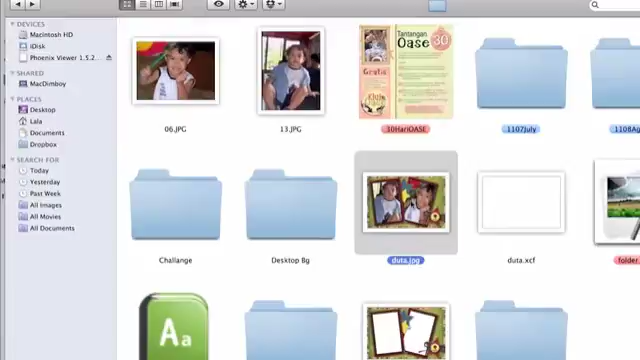 DEVICES
Macintosh HD
iDisk
Phoenix Viewer 1.5.2...
SHARED
MacDimboy
PLACES
Desktop
Lala
Documents
Dropbox
SEARCH FOR
Today
Yesterday
Past Week
All Images
All Movies
All Documents
Tantangan
Oase 30
Gratis
06.JPG
13.JPG
30HariOASE
1107July
1108Ag
Challange
Desktop Bg
duta.jpg
duta.xcf
folder
Aa